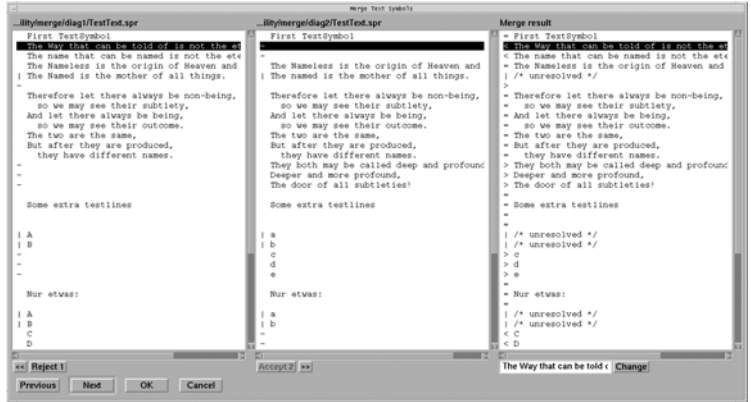 Merge Text Symbols
...ility/merge/diag1/TestText.spr
First TextSymbol
The Way that can be told of is not the et
The name that can be named is not the ete
The Nameless is the origin of Heaven and
| The Named is the mother of all things.
-
Therefore let there always be non-being,
so we may see their subtlety,
And let there always be being,
so we may see their outcome.
The two are the same,
But after they are produced,
they have different names.
-
-
-
Some extra testlines
| A
| B
-
-
-
Nur etwas:
| A
| B
C
D
<< Reject 1
...ility/merge/diag2/TestText.spr
First TextSymbol
-
-
The Nameless is the origin of Heaven and
| The named is the mother of all things.
Therefore let there always be non-being,
so we may see their subtlety,
And let there always be being,
so we may see their outcome.
The two are the same,
But after they are produced,
they have different names.
They both may be called deep and profound
Deeper and more profound,
The door of all subtleties!
Some extra testlines
| a
| b
c
d
e
Nur etwas:
| a
| b
-
-
Accept 2 >>
Merge result
= First TextSymbol
< The Way that can be told of is not the et
< The name that can be named is not the ete
= The Nameless is the origin of Heaven and
| /* unresolved */
>
= Therefore let there always be non-being,
= so we may see their subtlety,
= And let there always be being,
= so we may see their outcome.
= The two are the same,
= But after they are produced,
= they have different names.
> They both may be called deep and profound
> Deeper and more profound,
> The door of all subtleties!
=
= Some extra testlines
=
=
| /* unresolved */
| /* unresolved */
> c
> d
> e
=
= Nur etwas:
=
| /* unresolved */
| /* unresolved */
< C
< D
The Way that can be told c Change
Previous Next OK Cancel